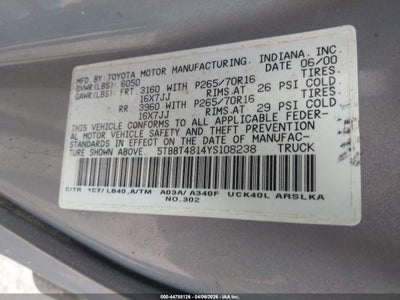 MFD. BY: TOYOTA MOTOR MANUFACTURING, INDIANA, INC.
GVWR(LBS): 6050 06/00
GAWR(LBS): FRT. 3160 WITH P265/70R16 TIRES,
16X7JJ RIMS,AT 26 PSI COLD
RR 3960 WITH P265/70R16 TIRES,
16X7JJ RIMS,AT 29 PSI COLD.
THIS VEHICLE CONFORMS TO ALL APPLICABLE FEDER-
AL MOTOR VEHICLE SAFETY AND THEFT PREVENTION
STANDARDS IN EFFECT ON THE DATE OF MANUFAC-
TURE SHOWN ABOVE.
5TBBT4814YS108238 TRUCK
C/TR 1C7/LB40,A/TM A03A/A340F UCK40L ARSLKA
NO.302
000-44758126 - 04/06/2026 - IAAI (US)